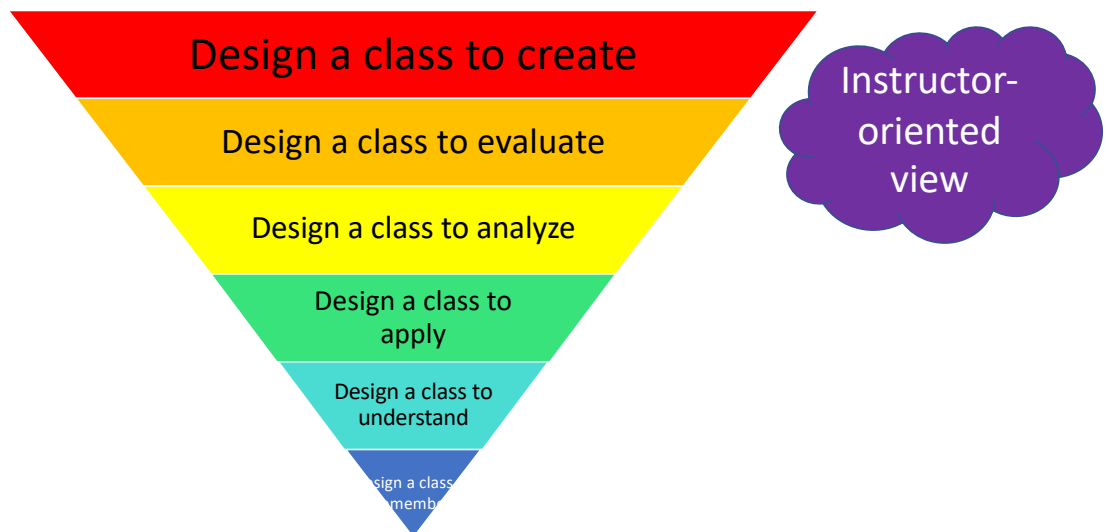 Design a class to create
Design a class to evaluate
Design a class to analyze
Design a class to
apply
Design a class to
understand
a class
Instructor-
oriented
view